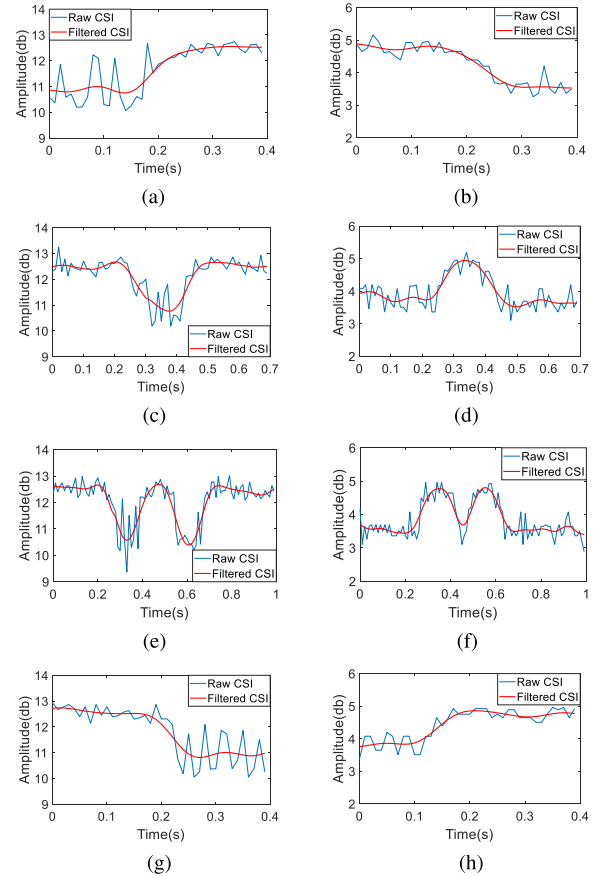 14
13
12
11
10
9
Amplitude(db)
Raw CSI
Filtered CSI
0 0.1 0.2 0.3 0.4
Time(s)
(a)
6
5
4
3
2
Amplitude(db)
Raw CSI
Filtered CSI
0 0.1 0.2 0.3 0.4
Time(s)
(b)
14
13
12
11
10
9
Amplitude(db)
Raw CSI
Filtered CSI
0 0.1 0.2 0.3 0.4 0.5 0.6 0.7
Time(s)
(c)
6
5
4
3
2
Amplitude(db)
Raw CSI
Filtered CSI
0 0.1 0.2 0.3 0.4 0.5 0.6 0.7
Time(s)
(d)
14
13
12
11
10
9
Amplitude(db)
Raw CSI
Filtered CSI
0 0.2 0.4 0.6 0.8 1
Time(s)
(e)
6
5
4
3
2
1
Amplitude(db)
Raw CSI
Filtered CSI
0 0.2 0.4 0.6 0.8 1
Time(s)
(f)
14
13
12
11
10
9
Amplitude(db)
Raw CSI
Filtered CSI
0 0.1 0.2 0.3 0.4
Time(s)
(g)
6
5
4
3
2
Amplitude(db)
Raw CSI
Filtered CSI
0 0.1 0.2 0.3 0.4
Time(s)
(h)